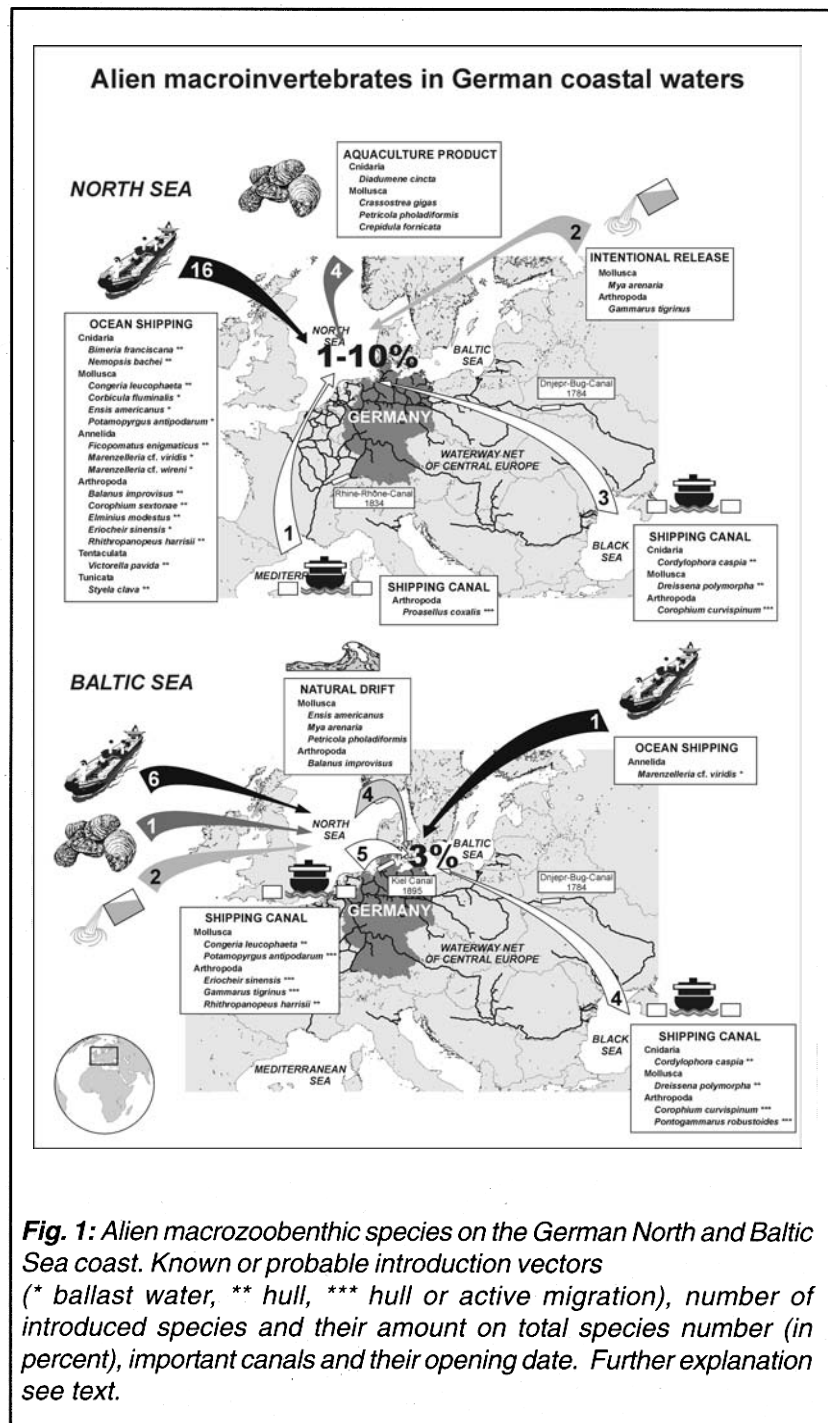 Alien macroinvertebrates in German coastal waters
NORTH SEA
AQUACULTURE PRODUCT
Cnidaria
Diadumene cincta
Mollusca
Crassostrea gigas
Petricola pholadiformis
Crepidula fornicata
16
4
2
INTENTIONAL RELEASE
Mollusca
Mya arenaria
Arthropoda
Gammarus tigrinus
OCEAN SHIPPING
Cnidaria
Bimeria franciscana **
Nemopsis bachei **
Mollusca
Congeria leucophaeta **
Corbicula fluminalis *
Ensis americanus *
Potamopyrgus antipodarum *
Annelida
Ficopomatus enigmaticus **
Marenzelleria cf. viridis *
Marenzelleria cf. wireni *
Arthropoda
Balanus improvisus **
Corophium sextonae **
Elminius modestus **
Eriocheir sinensis *
Rhithropanopeus harrisii **
Tentaculata
Victorella pavida **
Tunicata
Styela clava **
NORTH
SEA
1-10%
BALTIC
SEA
Dnjepr-Bug-Canal
1784
GERMANY
WATERWAY NET
OF CENTRAL EUROPE
Rhine-Rhône-Canal
1834
1
3
BLACK
SEA
MEDITERR
SHIPPING CANAL
Arthropoda
Proasellus coxalis ***
SHIPPING CANAL
Cnidaria
Cordylophora caspia **
Mollusca
Dreissena polymorpha **
Arthropoda
Corophium curvispinum ***
BALTIC SEA
NATURAL DRIFT
Mollusca
Ensis americanus
Mya arenaria
Petricola pholadiformis
Arthropoda
Balanus improvisus
1
OCEAN SHIPPING
Annelida
Marenzelleria cf. viridis *
6
1
2
NORTH
SEA
4
5
3%
BALTIC
SEA
Kiel Canal
1895
Dnjepr-Bug-Canal
1784
GERMANY
WATERWAY NET
OF CENTRAL EUROPE
SHIPPING CANAL
Mollusca
Congeria leucophaeta **
Potamopyrgus antipodarum ***
Arthropoda
Eriocheir sinensis ***
Gammarus tigrinus ***
Rhithropanopeus harrisii **
4
BLACK
SEA
MEDITERRANEAN
SEA
SHIPPING CANAL
Cnidaria
Cordylophora caspia **
Mollusca
Dreissena polymorpha **
Arthropoda
Corophium curvispinum ***
Pontogammarus robustoides ***
Fig. 1: Alien macrozoobenthic species on the German North and Baltic
Sea coast. Known or probable introduction vectors
(* ballast water, ** hull, *** hull or active migration), number of
introduced species and their amount on total species number (in
percent), important canals and their opening date. Further explanation
see text.